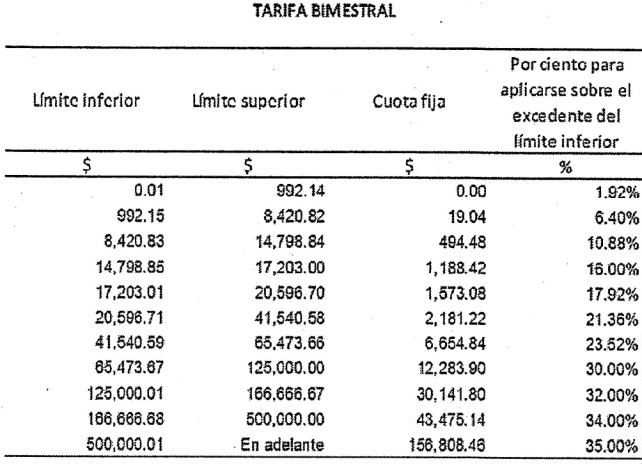 TARIFA BIMESTRAL
Límite inferior Límite superior Cuota fija Por ciento para aplicarse sobre el excedente del límite inferior
$ $ $ %
0.01 992.14 0.00 1.92%
992.15 8,420.82 19.04 6.40%
8,420.83 14,798.84 494.48 10.88%
14,798.85 17,203.00 1,188.42 16.00%
17,203.01 20,596.70 1,573.08 17.92%
20,596.71 41,540.58 2,181.22 21.36%
41,540.59 65,473.66 6,654.84 23.52%
65,473.67 125,000.00 12,283.90 30.00%
125,000.01 166,666.67 30,141.80 32.00%
166,666.68 500,000.00 43,475.14 34.00%
500,000.01 En adelante 156,808.46 35.00%